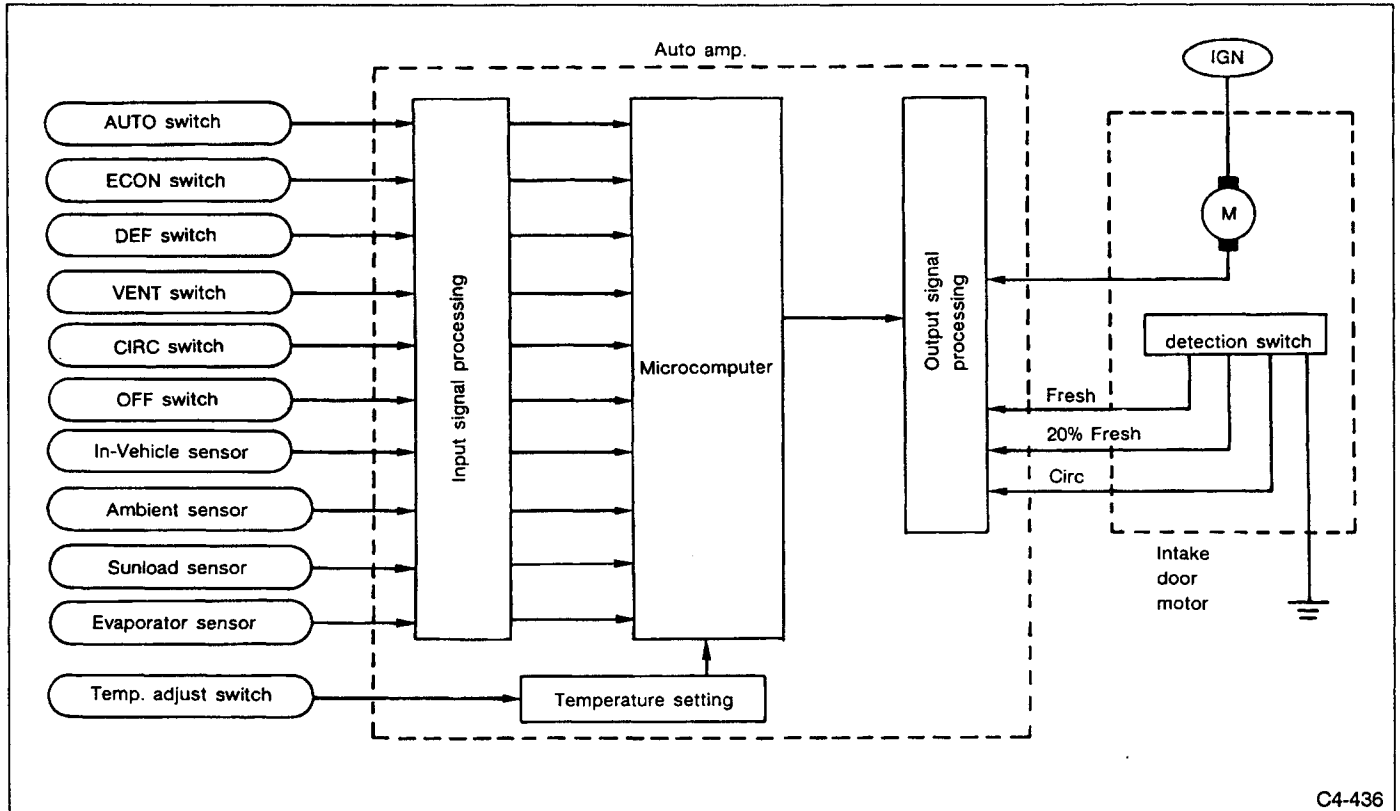 Auto amp.
IGN
AUTO switch
ECON switch
DEF switch
VENT switch
CIRC switch
OFF switch
In-Vehicle sensor
Ambient sensor
Sunload sensor
Evaporator sensor
Temp. adjust switch
Input signal processing
Microcomputer
Temperature setting
Output signal
processing
M
detection switch
Fresh
20% Fresh
Circ
Intake
door
motor
C4-436